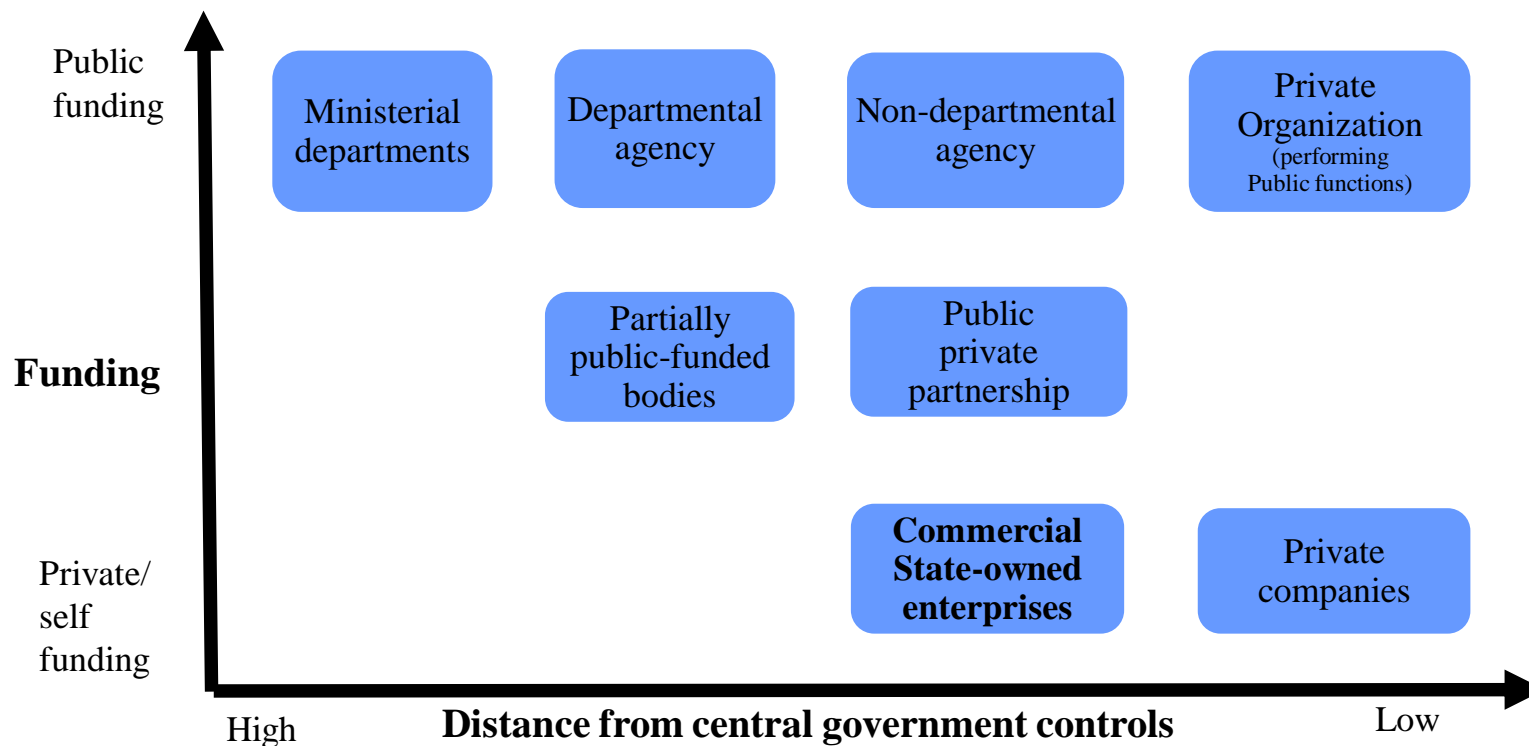 Public
funding
Ministerial
departments
Departmental
agency
Non-departmental
agency
Private
Organization
(performing
Public functions)
Funding
Partially
public-funded
bodies
Public
private
partnership
Private/
self
funding
Commercial
State-owned
enterprises
Private
companies
High
Distance from central government controls
Low